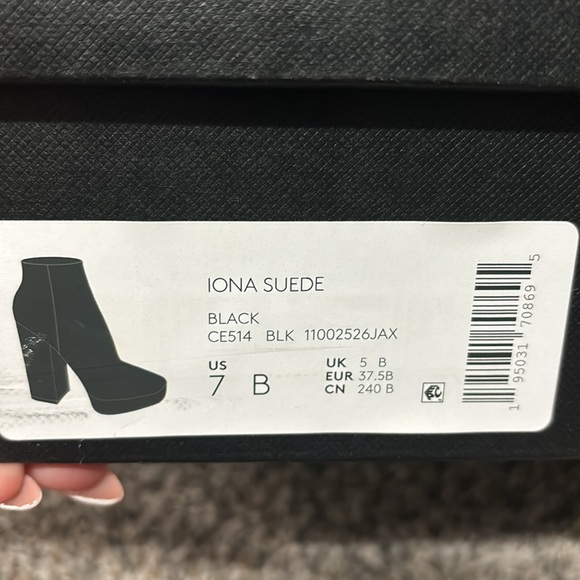 IONA SUEDE
BLACK
CE514 BLK 11002526JAX
US
7 B
UK 5 B
EUR 37.5B
CN 240 B
1 95031 70869 5